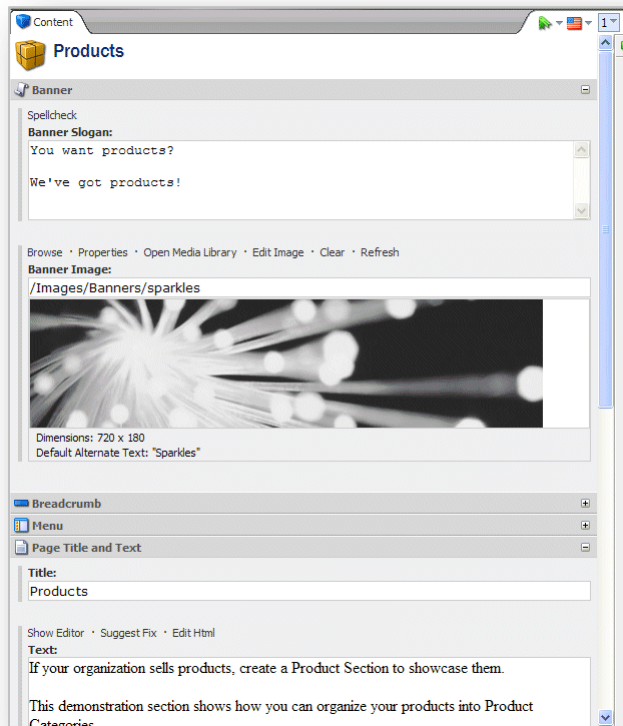 Content
1
Products
Banner
Spellcheck
Banner Slogan:
You want products?
We've got products!
Browse · Properties · Open Media Library · Edit Image · Clear · Refresh
Banner Image:
/Images/Banners/sparkles
Dimensions: 720 x 180
Default Alternate Text: "Sparkles"
Breadcrumb
Menu
Page Title and Text
Title:
Products
Show Editor · Suggest Fix · Edit Html
Text:
If your organization sells products, create a Product Section to showcase them.
This demonstration section shows how you can organize your products into Product
Categories